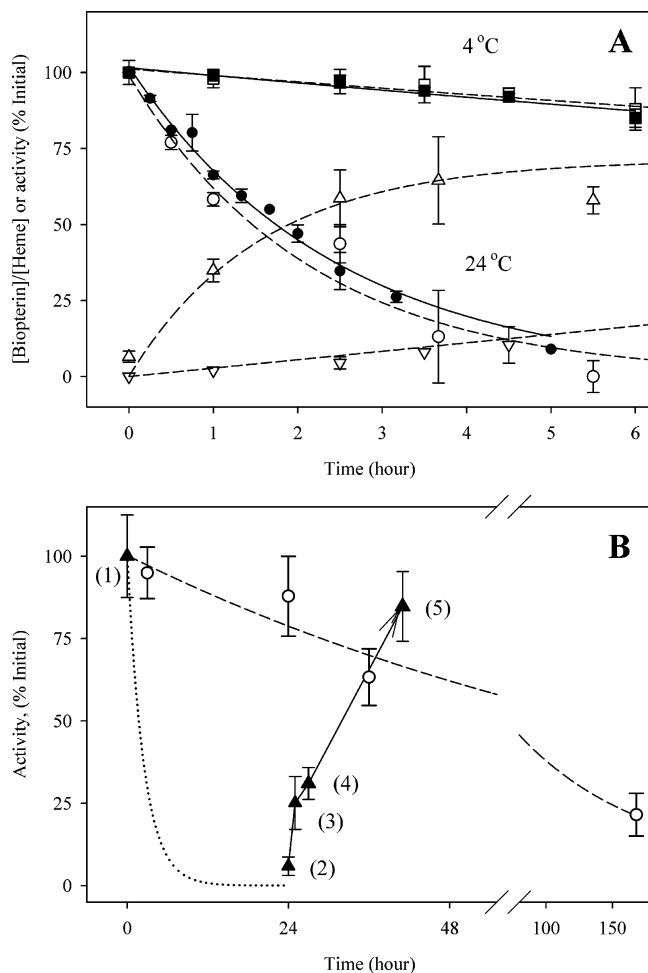 A
4 °C
24 °C
[Biopterin]/[Heme] or activity (% Initial)
100
75
50
25
0
0 1 2 3 4 5 6
Time (hour)
B
Activity, (% Initial)
100
75
50
25
0
(1)
(5)
(4)
(3)
(2)
0 24 48 100 150
Time (hour)